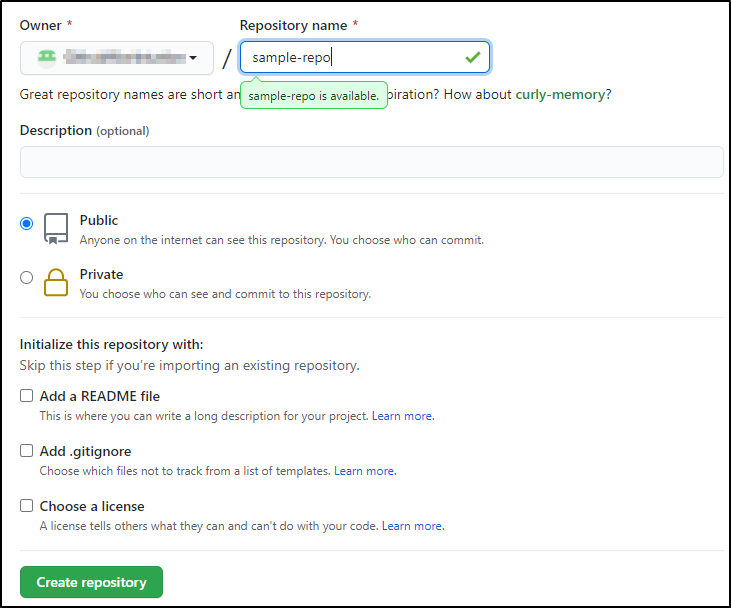 Owner *
Repository name *
/
sample-repo
Great repository names are short an
sample-repo is available.
piration? How about curly-memory?
Description (optional)
Public
Anyone on the internet can see this repository. You choose who can commit.
Private
You choose who can see and commit to this repository.
Initialize this repository with:
Skip this step if you're importing an existing repository.
Add a README file
This is where you can write a long description for your project. Learn more.
Add .gitignore
Choose which files not to track from a list of templates. Learn more.
Choose a license
A license tells others what they can and can't do with your code. Learn more.
Create repository